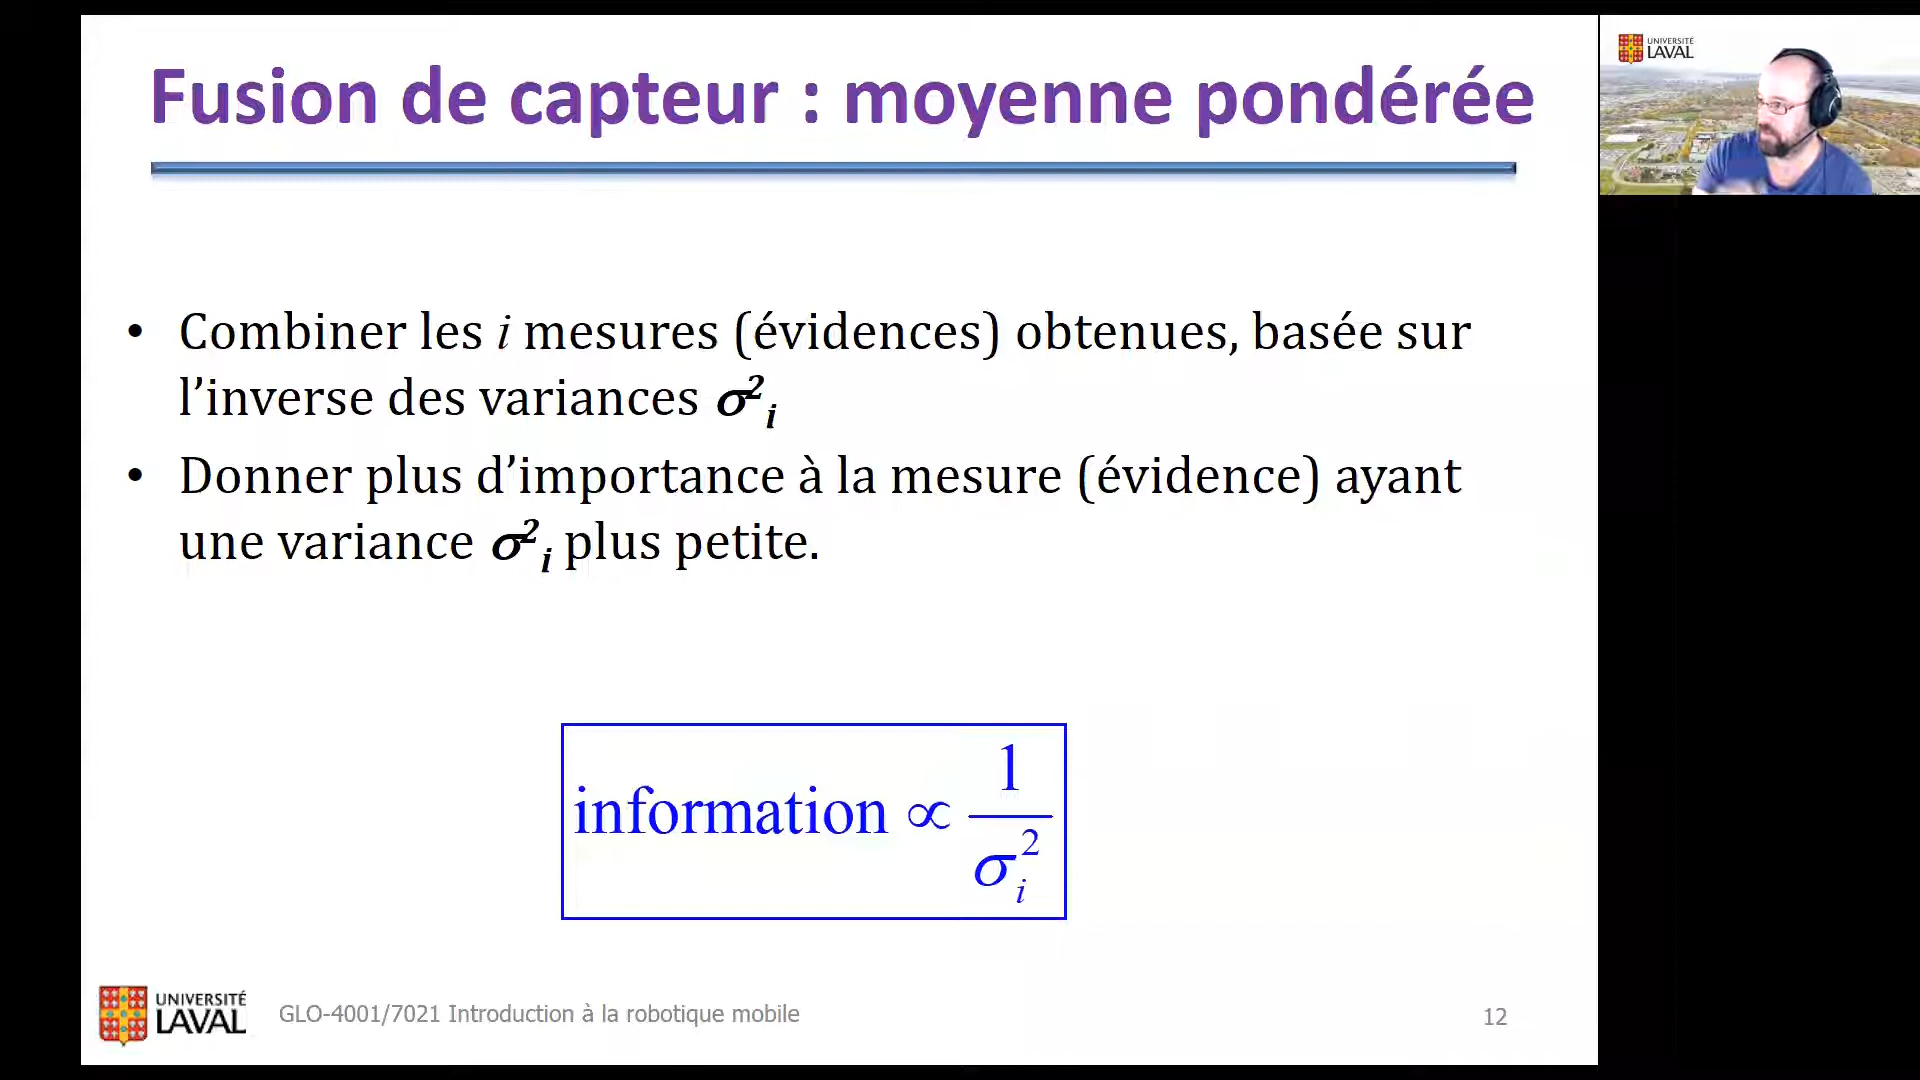 Fusion de capteur : moyenne pondérée
UNIVERSITÉ
LAVAL
• Combiner les i mesures (évidences) obtenues, basée sur
l’inverse des variances σ²ᵢ
• Donner plus d’importance à la mesure (évidence) ayant
une variance σ²ᵢ plus petite.
information ∝ 1/σᵢ²
UNIVERSITÉ
LAVAL
GLO-4001/7021 Introduction à la robotique mobile
12